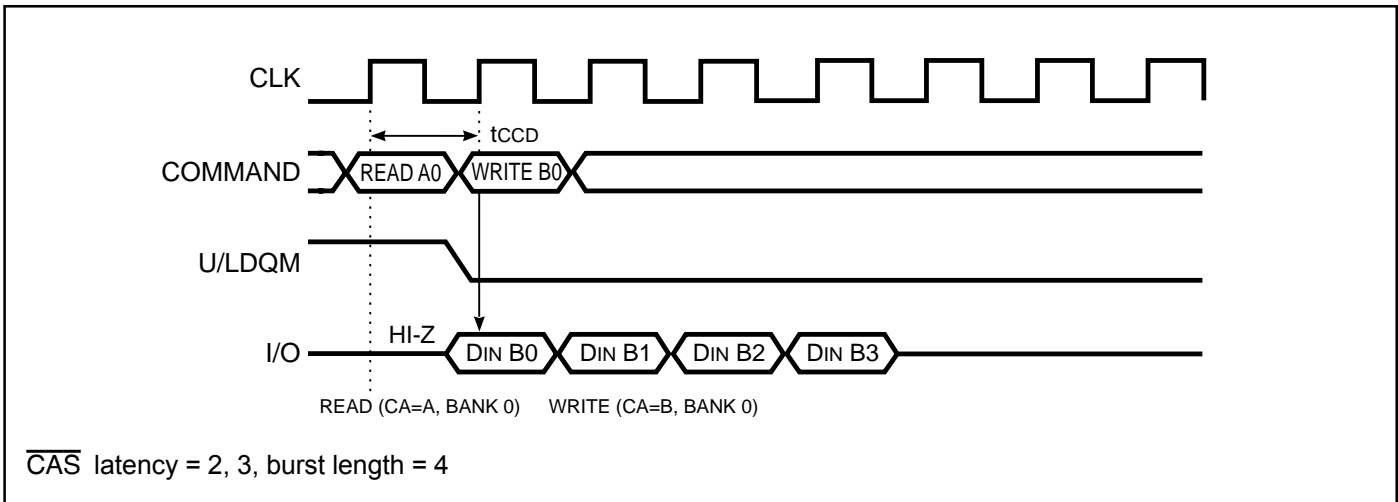 CLK
tCCD
COMMAND READ A0 WRITE B0
U/LDQM
HI-Z
I/O DIN B0 DIN B1 DIN B2 DIN B3
READ (CA=A, BANK 0) WRITE (CA=B, BANK 0)
CAS latency = 2, 3, burst length = 4